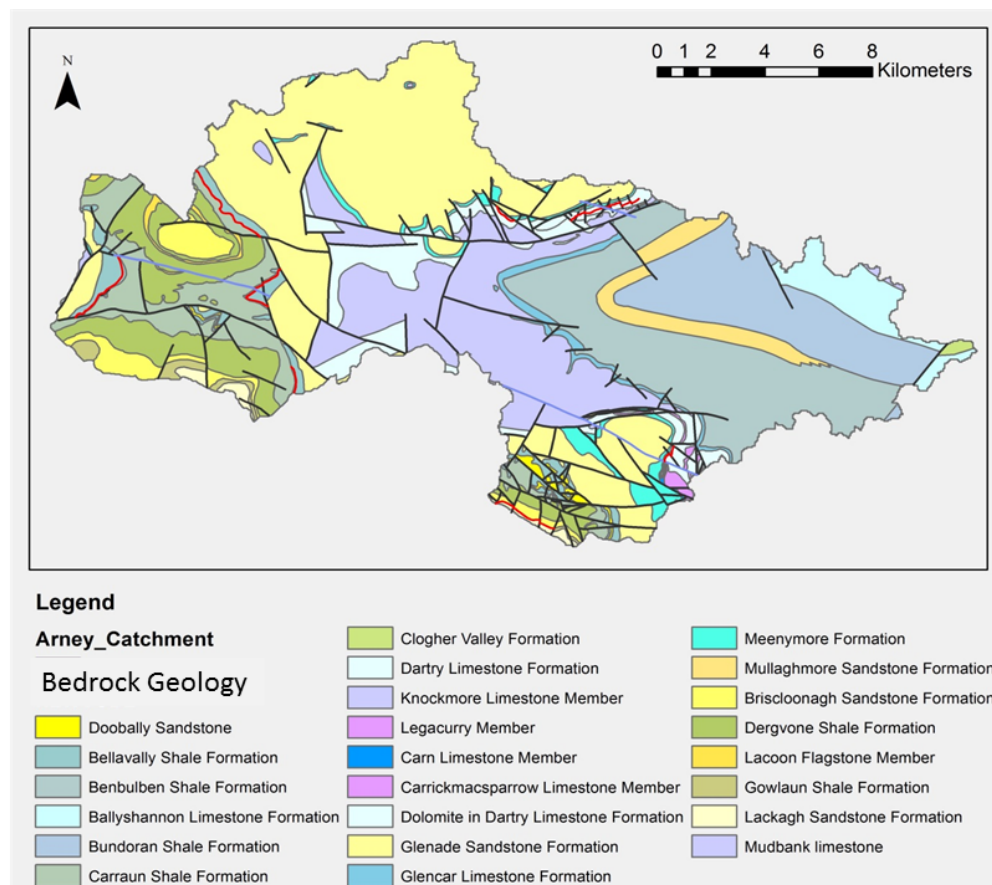 N
0 1 2 4 6 8
Kilometers
Legend
Arney_Catchment
Bedrock Geology
Doobally Sandstone
Bellavally Shale Formation
Benbulben Shale Formation
Ballyshannon Limestone Formation
Bundoran Shale Formation
Carraun Shale Formation
Clogher Valley Formation
Dartry Limestone Formation
Knockmore Limestone Member
Legacurry Member
Carn Limestone Member
Carrickmacsparrow Limestone Member
Dolomite in Dartry Limestone Formation
Glenade Sandstone Formation
Glencar Limestone Formation
Meenymore Formation
Mullaghmore Sandstone Formation
Briscloonagh Sandstone Formation
Dergvone Shale Formation
Lacoon Flagstone Member
Gowlaun Shale Formation
Lackagh Sandstone Formation
Mudbank limestone